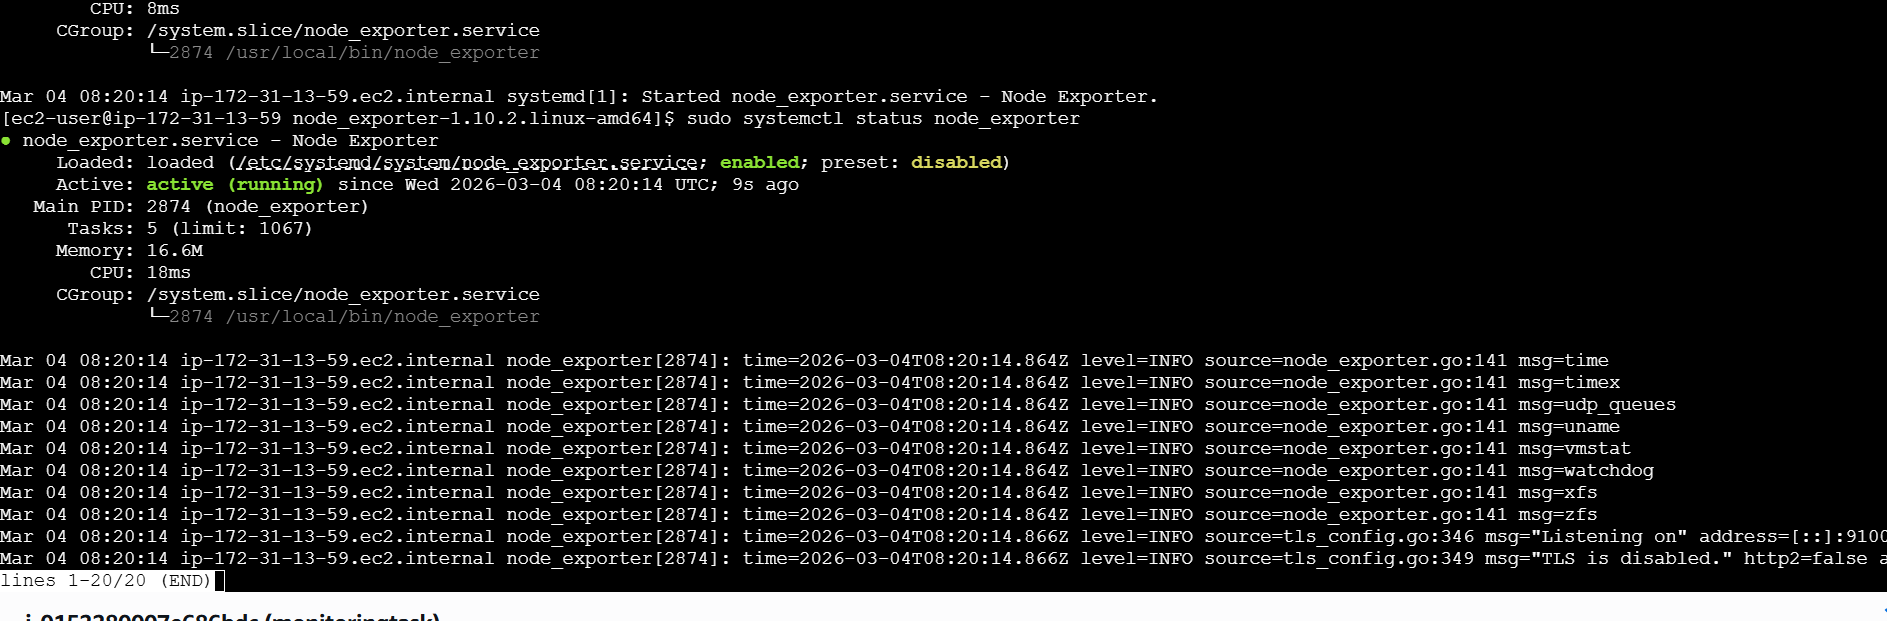 CPU: 8ms
CGroup: /system.slice/node_exporter.service
└─2874 /usr/local/bin/node_exporter
Mar 04 08:20:14 ip-172-31-13-59.ec2.internal systemd[1]: Started node_exporter.service - Node Exporter.
[ec2-user@ip-172-31-13-59 node_exporter-1.10.2.linux-amd64]$ sudo systemctl status node_exporter
● node_exporter.service - Node Exporter
Loaded: loaded (/etc/systemd/system/node_exporter.service; enabled; preset: disabled)
Active: active (running) since Wed 2026-03-04 08:20:14 UTC; 9s ago
Main PID: 2874 (node_exporter)
Tasks: 5 (limit: 1067)
Memory: 16.6M
CPU: 18ms
CGroup: /system.slice/node_exporter.service
└─2874 /usr/local/bin/node_exporter
Mar 04 08:20:14 ip-172-31-13-59.ec2.internal node_exporter[2874]: time=2026-03-04T08:20:14.864Z level=INFO source=node_exporter.go:141 msg=time
Mar 04 08:20:14 ip-172-31-13-59.ec2.internal node_exporter[2874]: time=2026-03-04T08:20:14.864Z level=INFO source=node_exporter.go:141 msg=timex
Mar 04 08:20:14 ip-172-31-13-59.ec2.internal node_exporter[2874]: time=2026-03-04T08:20:14.864Z level=INFO source=node_exporter.go:141 msg=udp_queues
Mar 04 08:20:14 ip-172-31-13-59.ec2.internal node_exporter[2874]: time=2026-03-04T08:20:14.864Z level=INFO source=node_exporter.go:141 msg=uname
Mar 04 08:20:14 ip-172-31-13-59.ec2.internal node_exporter[2874]: time=2026-03-04T08:20:14.864Z level=INFO source=node_exporter.go:141 msg=vmstat
Mar 04 08:20:14 ip-172-31-13-59.ec2.internal node_exporter[2874]: time=2026-03-04T08:20:14.864Z level=INFO source=node_exporter.go:141 msg=watchdog
Mar 04 08:20:14 ip-172-31-13-59.ec2.internal node_exporter[2874]: time=2026-03-04T08:20:14.864Z level=INFO source=node_exporter.go:141 msg=xfs
Mar 04 08:20:14 ip-172-31-13-59.ec2.internal node_exporter[2874]: time=2026-03-04T08:20:14.864Z level=INFO source=node_exporter.go:141 msg=zfs
Mar 04 08:20:14 ip-172-31-13-59.ec2.internal node_exporter[2874]: time=2026-03-04T08:20:14.866Z level=INFO source=tls_config.go:346 msg="Listening on" address=[::]:9100
Mar 04 08:20:14 ip-172-31-13-59.ec2.internal node_exporter[2874]: time=2026-03-04T08:20:14.866Z level=INFO source=tls_config.go:349 msg="TLS is disabled." http2=false a
lines 1-20/20 (END)
(monitoringtask)